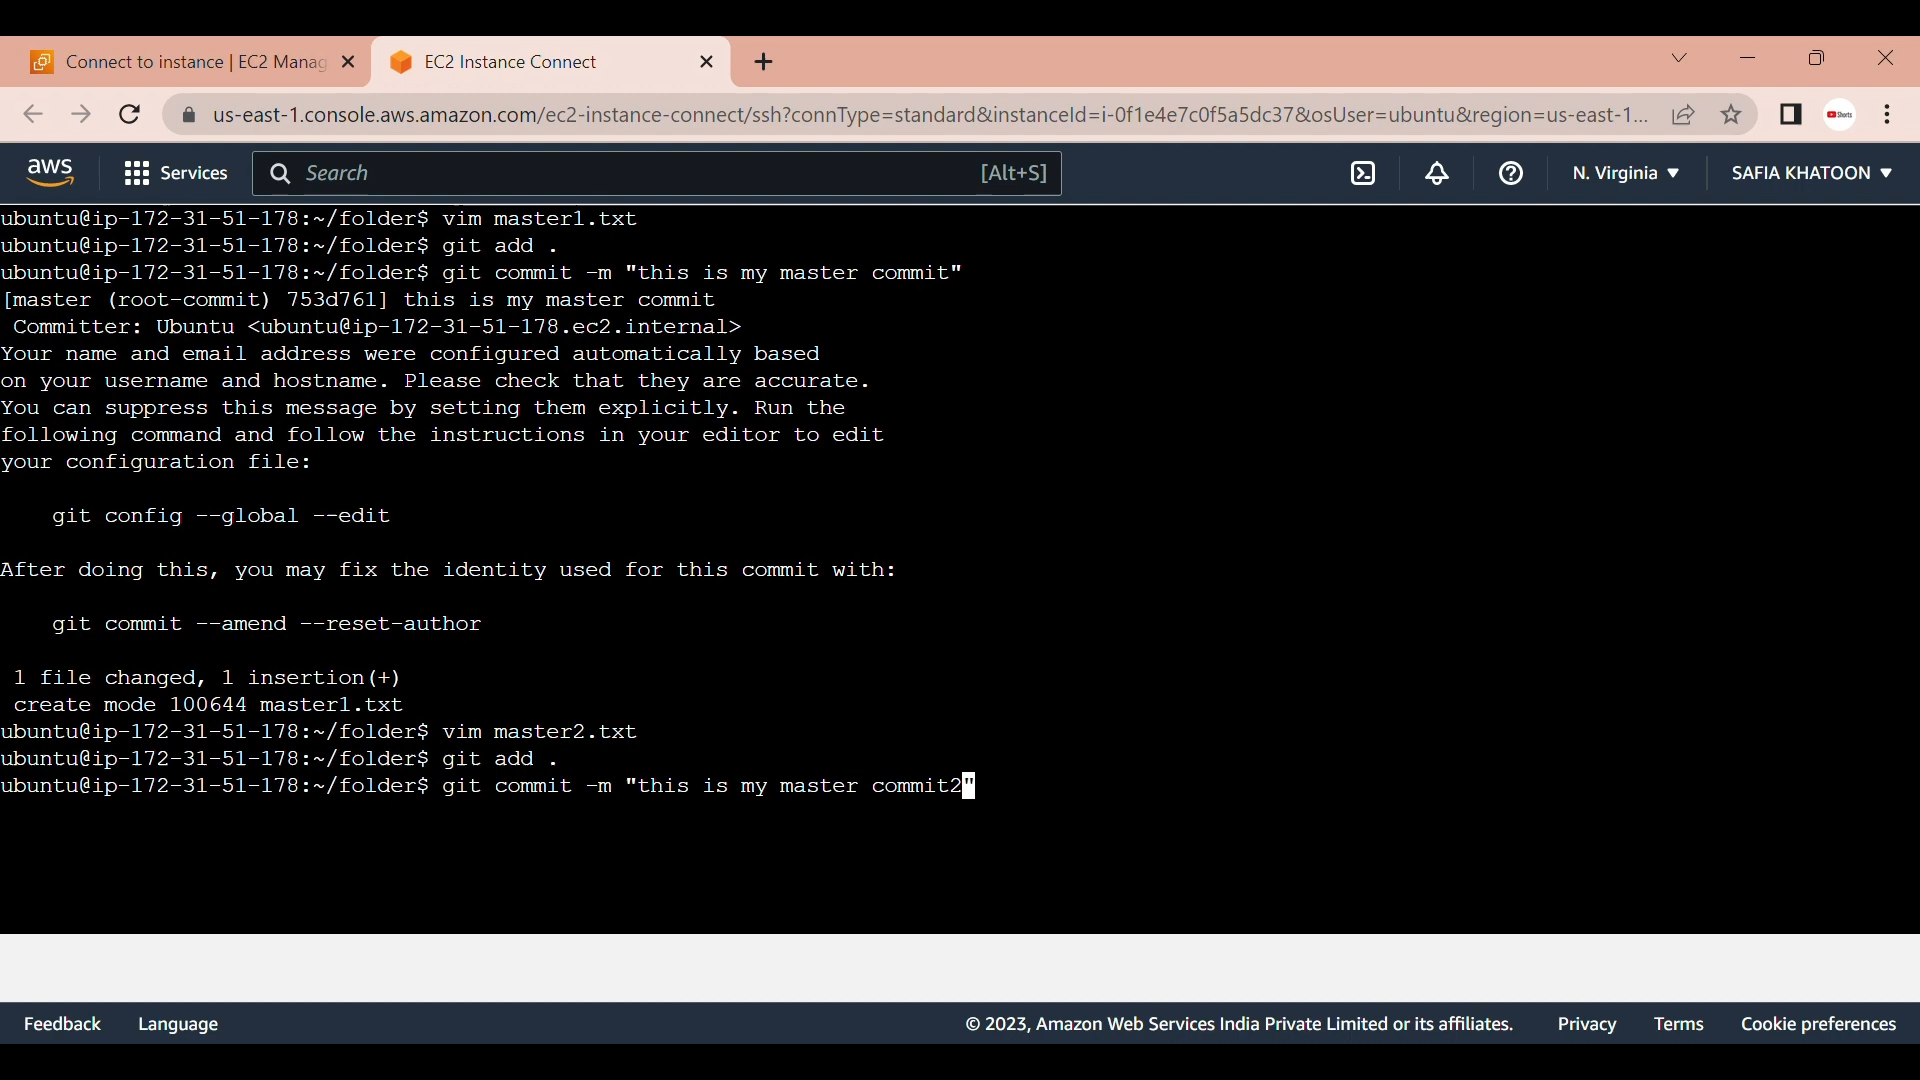 Connect to instance | EC2 Manag
EC2 Instance Connect
us-east-1.console.aws.amazon.com/ec2-instance-connect/ssh?connType=standard&instanceId=i-0f1e4e7c0f5a5dc37&osUser=ubuntu&region=us-east-1...
Shorts
aws
Services
Search
[Alt+S]
N. Virginia
SAFIA KHATOON
ubuntu@ip-172-31-51-178:~/folder$ vim master1.txt
ubuntu@ip-172-31-51-178:~/folder$ git add .
ubuntu@ip-172-31-51-178:~/folder$ git commit -m "this is my master commit"
[master (root-commit) 753d761] this is my master commit
 Committer: Ubuntu <ubuntu@ip-172-31-51-178.ec2.internal>
Your name and email address were configured automatically based
on your username and hostname. Please check that they are accurate.
You can suppress this message by setting them explicitly. Run the
following command and follow the instructions in your editor to edit
your configuration file:
    git config --global --edit
After doing this, you may fix the identity used for this commit with:
    git commit --amend --reset-author
 1 file changed, 1 insertion(+)
 create mode 100644 master1.txt
ubuntu@ip-172-31-51-178:~/folder$ vim master2.txt
ubuntu@ip-172-31-51-178:~/folder$ git add .
ubuntu@ip-172-31-51-178:~/folder$ git commit -m "this is my master commit2"
Feedback
Language
© 2023, Amazon Web Services India Private Limited or its affiliates.
Privacy
Terms
Cookie preferences